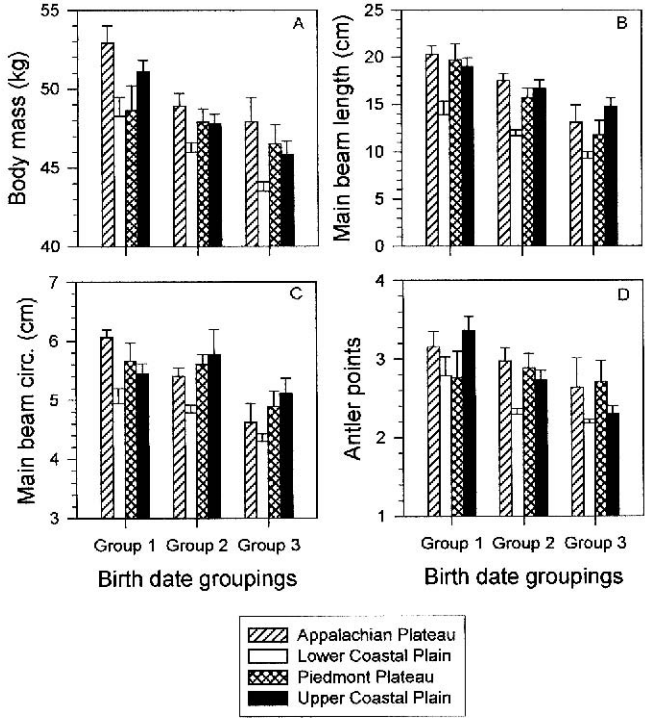 A
Body mass (kg)
55
50
45
40
B
Main beam length (cm)
25
20
15
10
5
0
C
Main beam circ. (cm)
7
6
5
4
3
Group 1 Group 2 Group 3
Birth date groupings
D
Antler points
4
3
2
1
Group 1 Group 2 Group 3
Birth date groupings
Appalachian Plateau
Lower Coastal Plain
Piedmont Plateau
Upper Coastal Plain